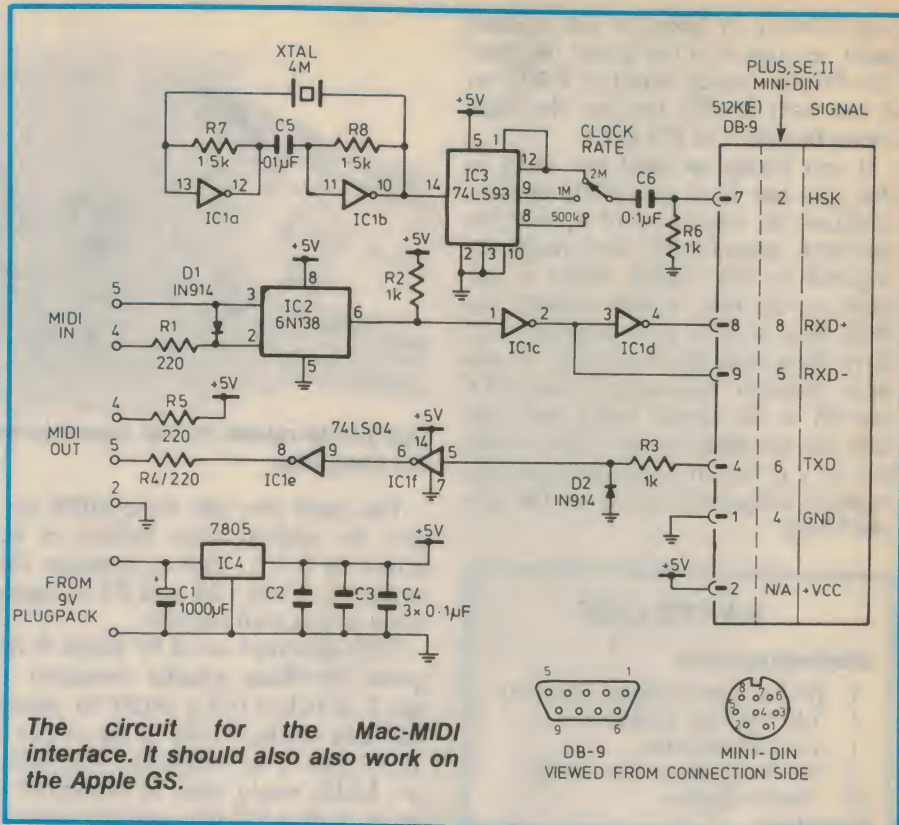 XTAL
4M
R7
1·5k
C5
·01µF
R8
1·5k
13
12
IC1a
11
10
IC1b
+5V
5
1
14
IC3
74LS93
12
9
8
2
3
10
CLOCK
RATE
2M
1M
500k
C6
0·1µF
R6
1k
PLUS, SE, II
MINI-DIN
512K(E)
DB-9
SIGNAL
7
2
HSK
8
8
RXD+
9
5
RXD-
4
6
TXD
1
4
GND
2
N/A
+VCC
+5V
MIDI
IN
5
4
D1
IN914
R1
220
+5V
8
3
2
IC2
6N138
6
5
+5V
R2
1k
1
2
IC1c
3
4
IC1d
MIDI
OUT
4
R5
220
+5V
5
R4/220
2
74LS04
8
9
IC1e
+5V
14
6
5
7
IC1f
D2
IN914
R3
1k
FROM
9V
PLUGPACK
7805
IC4
+
C1
1000µF
C2
C3
C4
3x0·1µF
+5V
5 1
9 6
DB-9
8 7 6
5 4 3
2 1
MINI-DIN
VIEWED FROM CONNECTION SIDE
The circuit for the Mac-MIDI
interface. It should also also work on
the Apple GS.